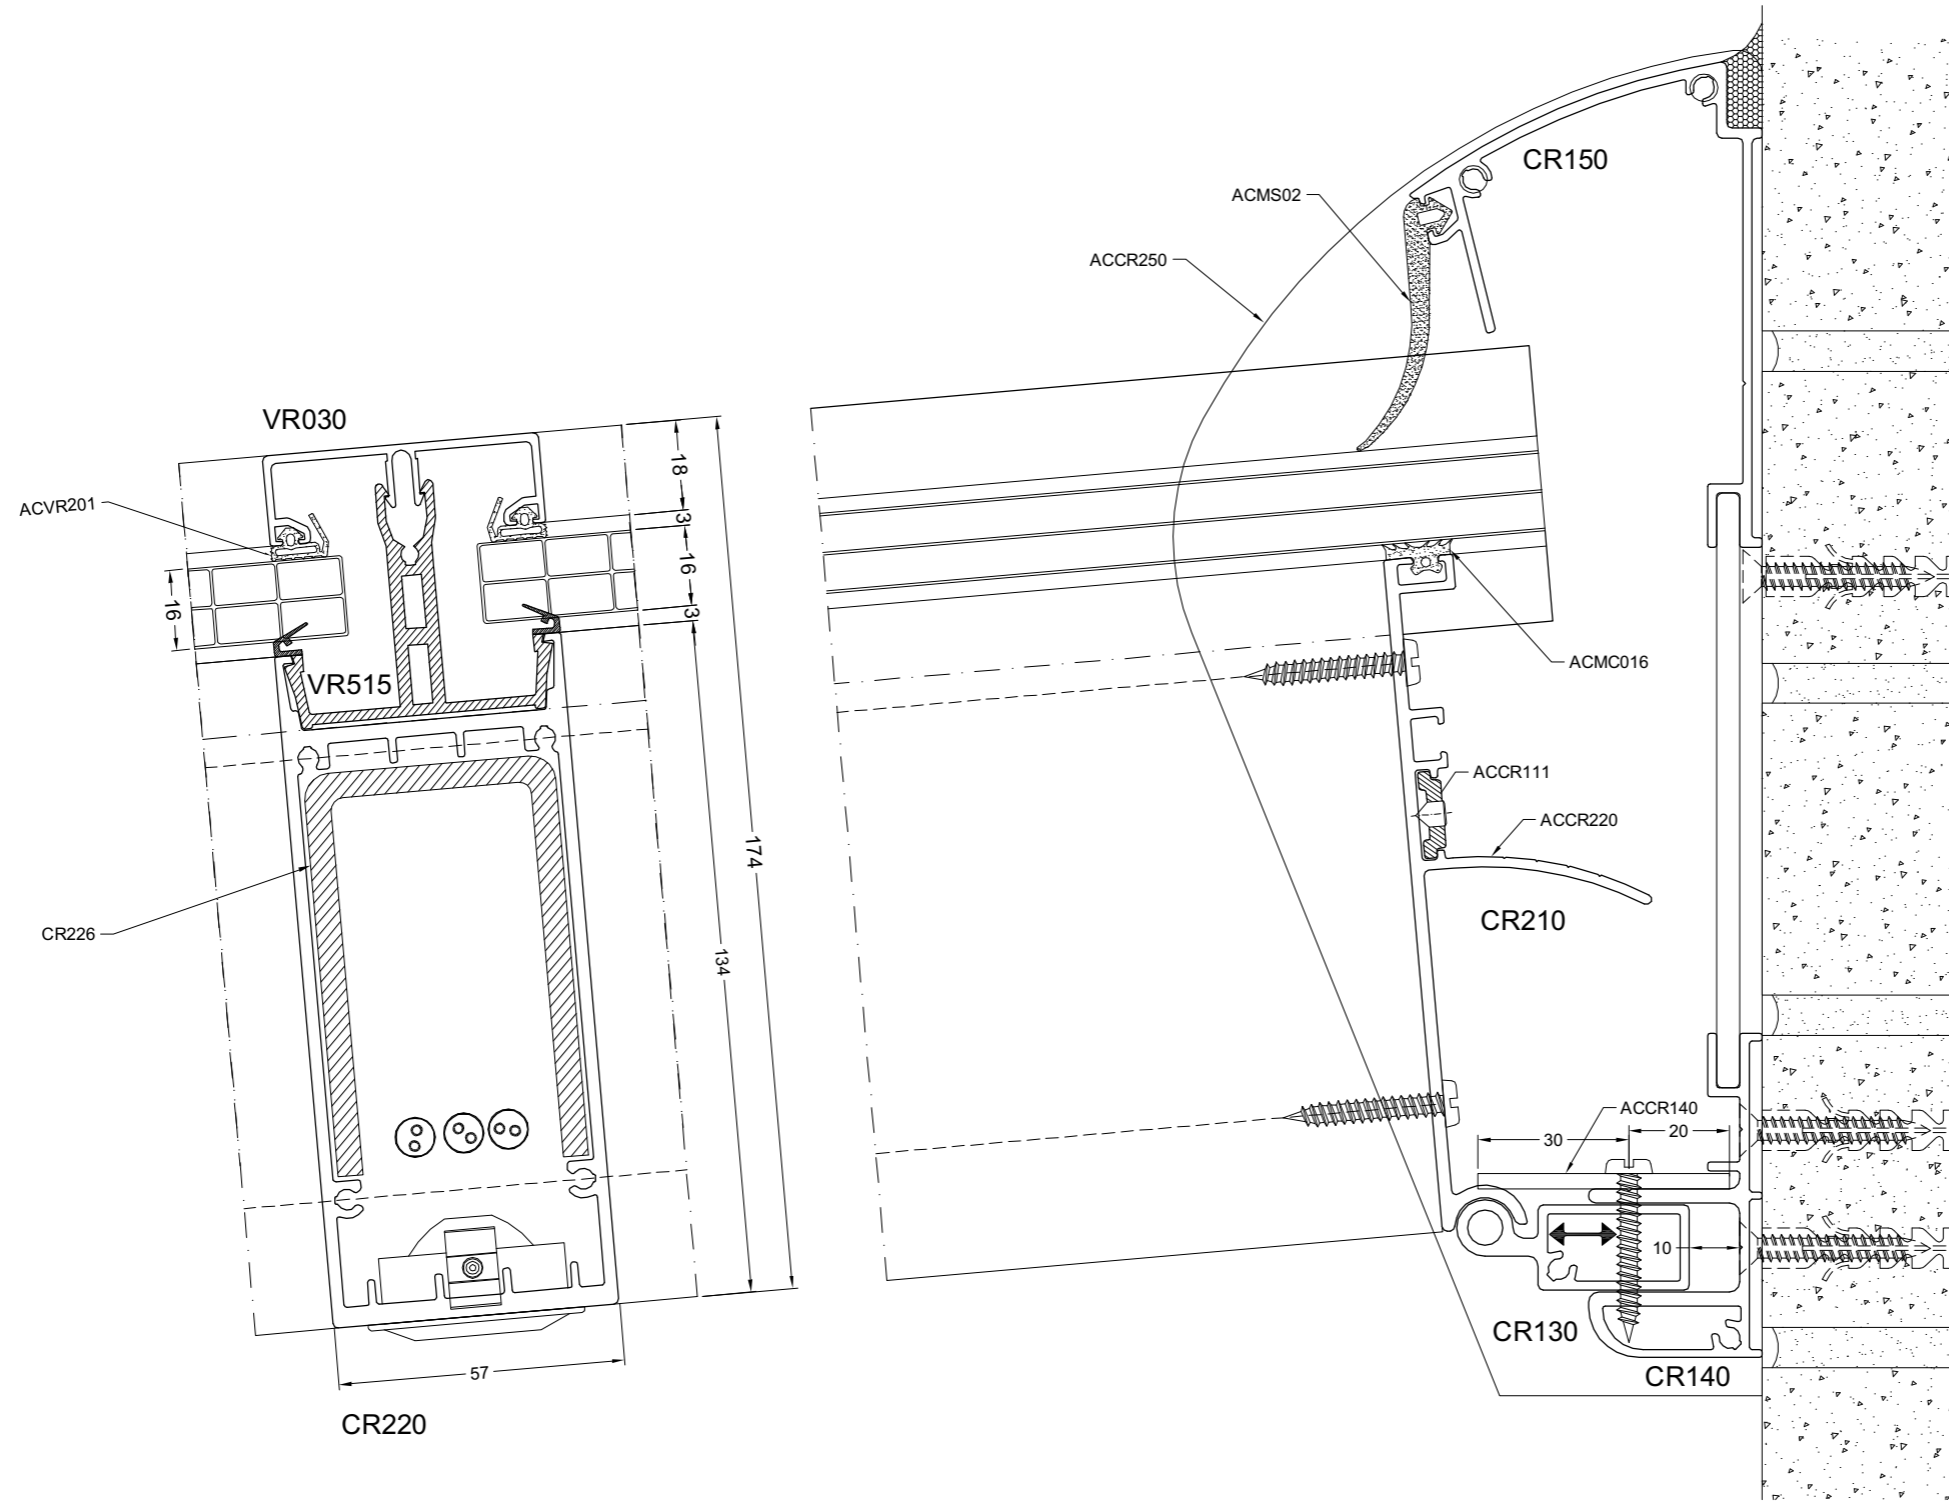 CR150
ACMS02
ACCR250
VR030
18
ACVR201
3
16
16
3
ACMC016
VR515
ACCR111
ACCR220
174
CR210
CR226
134
ACCR140
30
20
10
CR130
57
CR140
CR220